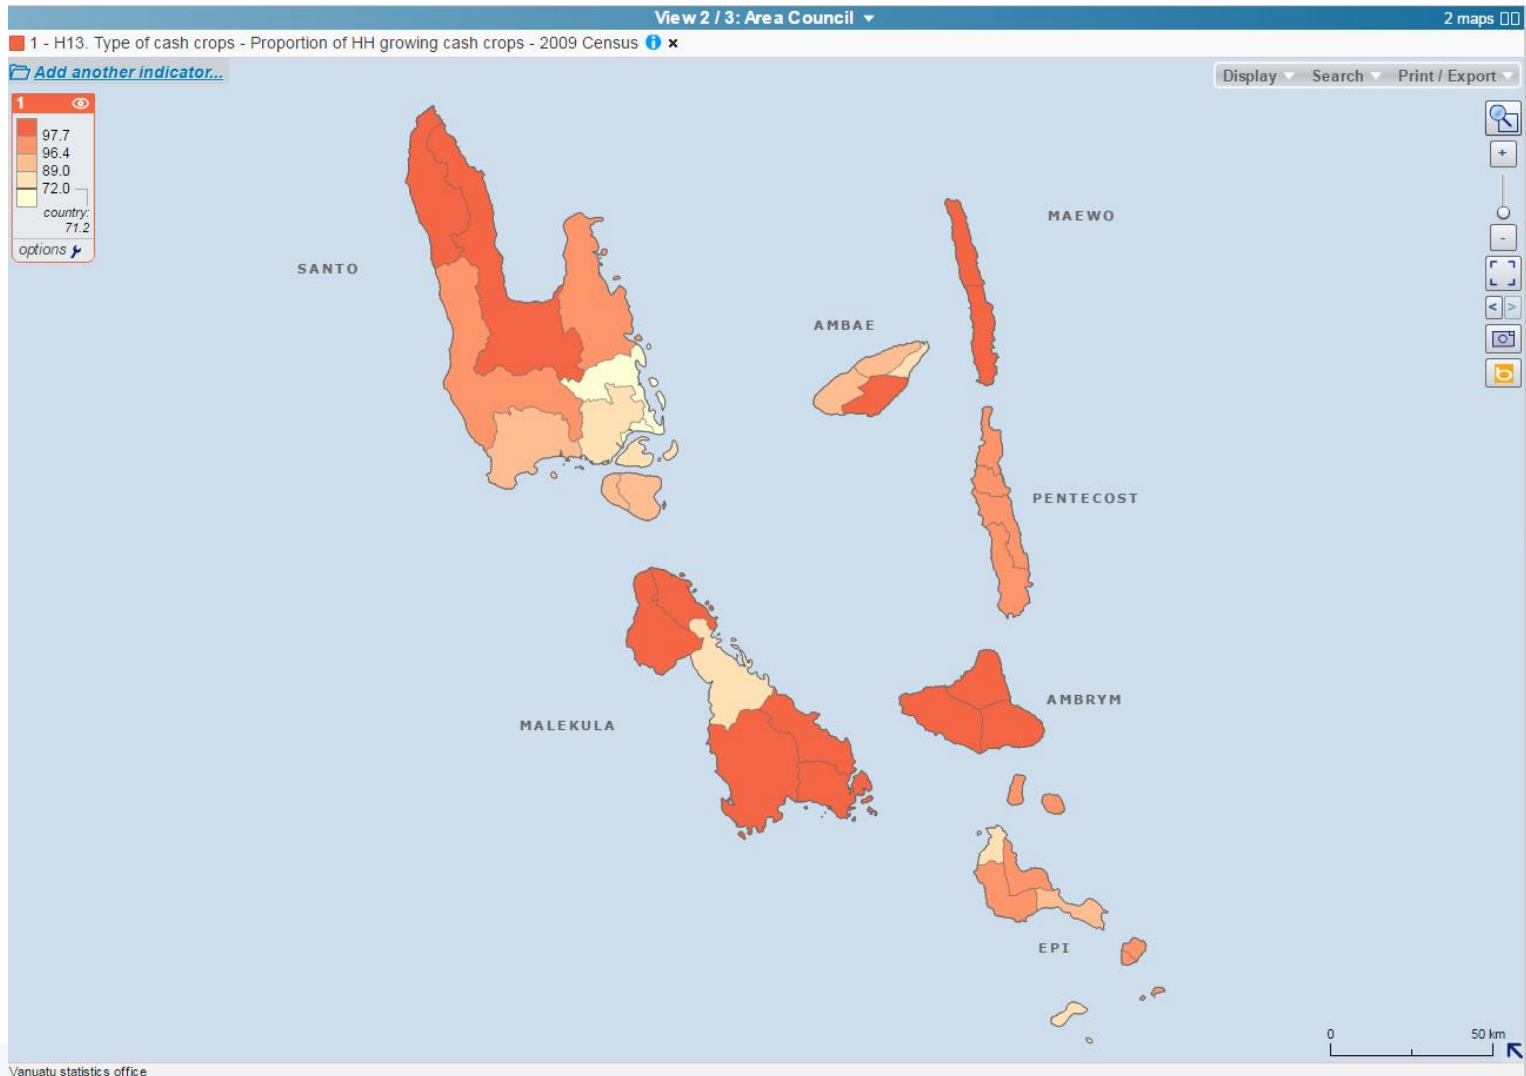 View 2 / 3: Area Council
2 maps
1 - H13. Type of cash crops - Proportion of HH growing cash crops - 2009 Census
Add another indicator...
Display Search Print / Export
1
97.7
96.4
89.0
72.0
country:
71.2
options
+
-
< >
SANTO
MAEWO
AMBAE
PENTECOST
MALEKULA
AMBRYM
EPI
0 50 km
Vanuatu statistics office